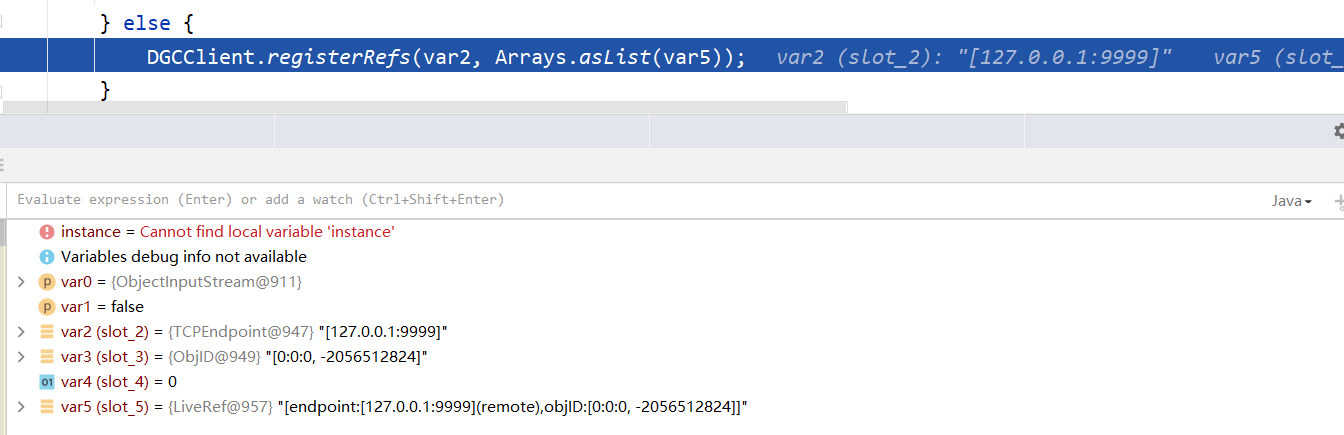 } else {
DGCClient.registerRefs(var2, Arrays.asList(var5)); var2 (slot_2): "[127.0.0.1:9999]" var5 (slot_
}
Evaluate expression (Enter) or add a watch (Ctrl+Shift+Enter) Java
instance = Cannot find local variable 'instance'
Variables debug info not available
var0 = {ObjectInputStream@911}
var1 = false
var2 (slot_2) = {TCPEndpoint@947} "[127.0.0.1:9999]"
var3 (slot_3) = {ObjID@949} "[0:0:0, -2056512824]"
var4 (slot_4) = 0
var5 (slot_5) = {LiveRef@957} "[endpoint:[127.0.0.1:9999](remote),objID:[0:0:0, -2056512824]]"